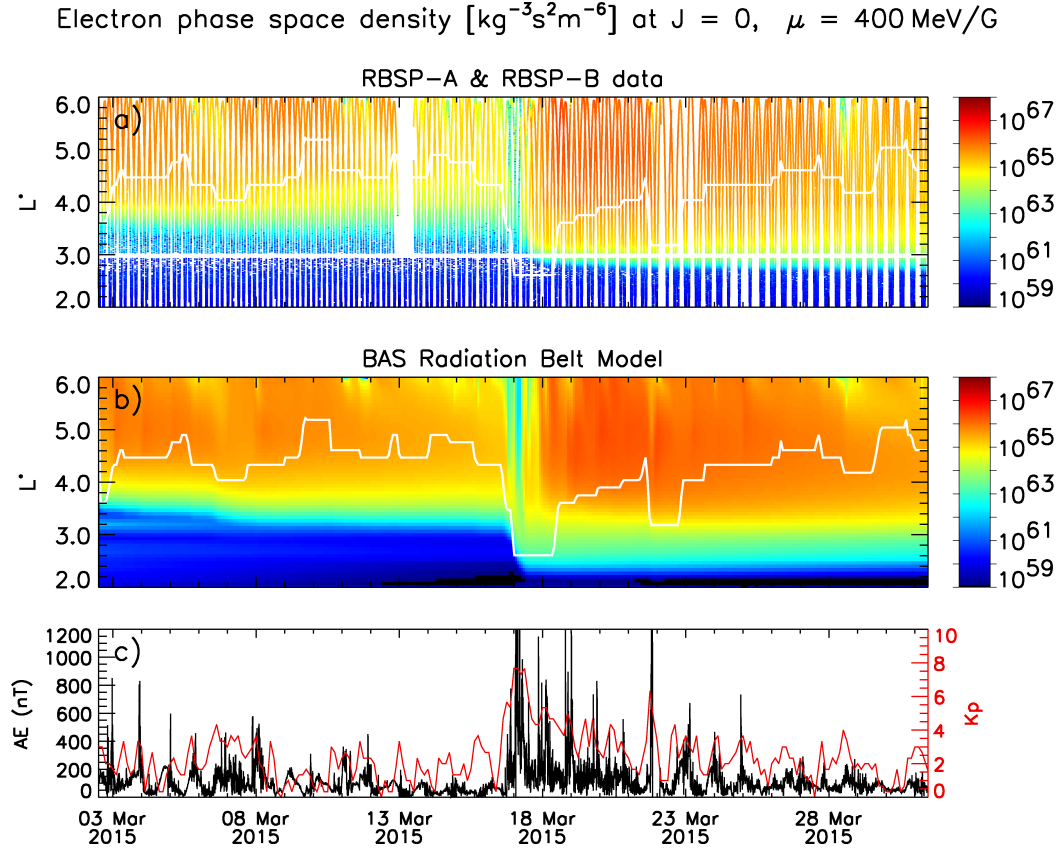 Electron phase space density [kg⁻³s²m⁻⁶] at J = 0, μ = 400 MeV/G
RBSP-A & RBSP-B data
a)
6.0
5.0
4.0
3.0
2.0
L*
10⁶⁷
10⁶⁵
10⁶³
10⁶¹
10⁵⁹
BAS Radiation Belt Model
b)
6.0
5.0
4.0
3.0
2.0
L*
10⁶⁷
10⁶⁵
10⁶³
10⁶¹
10⁵⁹
c)
1200
1000
800
600
400
200
0
AE (nT)
10
8
6
4
2
0
Kp
03 Mar 08 Mar 13 Mar 18 Mar 23 Mar 28 Mar
2015 2015 2015 2015 2015 2015